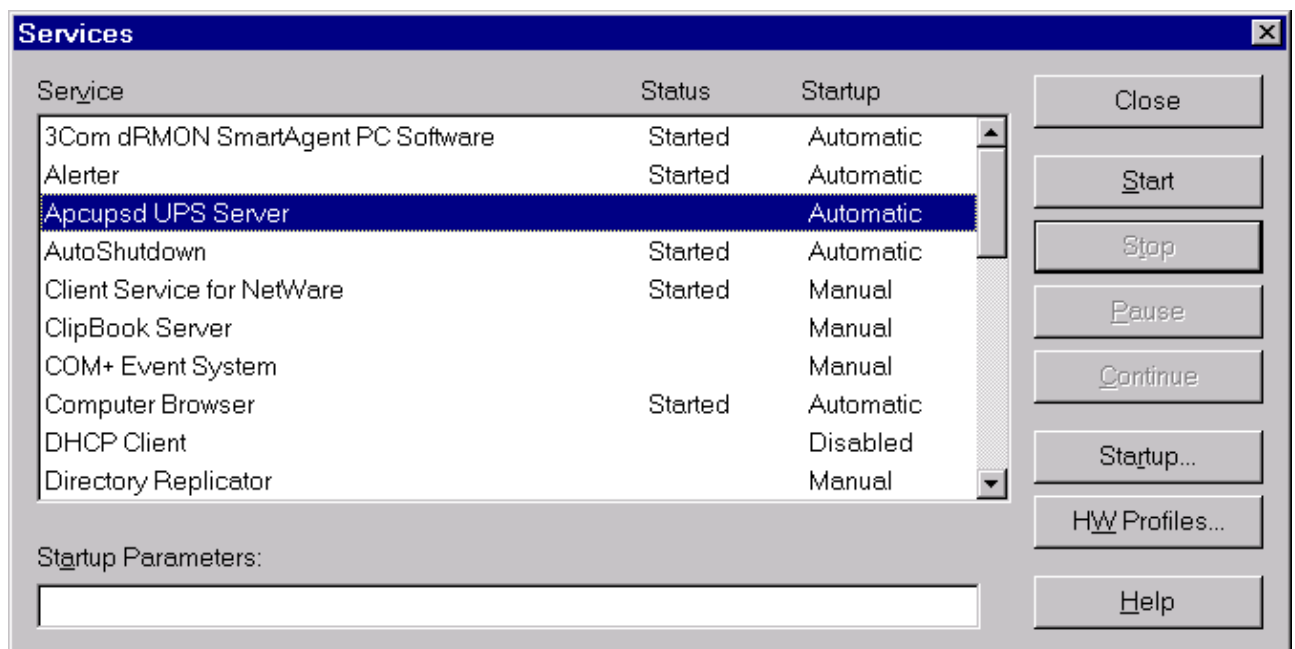 Services
Service Status Startup
3Com dRMON SmartAgent PC Software Started Automatic
Alerter Started Automatic
Apcupsd UPS Server Automatic
AutoShutdown Started Automatic
Client Service for NetWare Started Manual
ClipBook Server Manual
COM+ Event System Manual
Computer Browser Started Automatic
DHCP Client Disabled
Directory Replicator Manual
Startup Parameters:
Close
Start
Stop
Pause
Continue
Startup...
HW Profiles...
Help